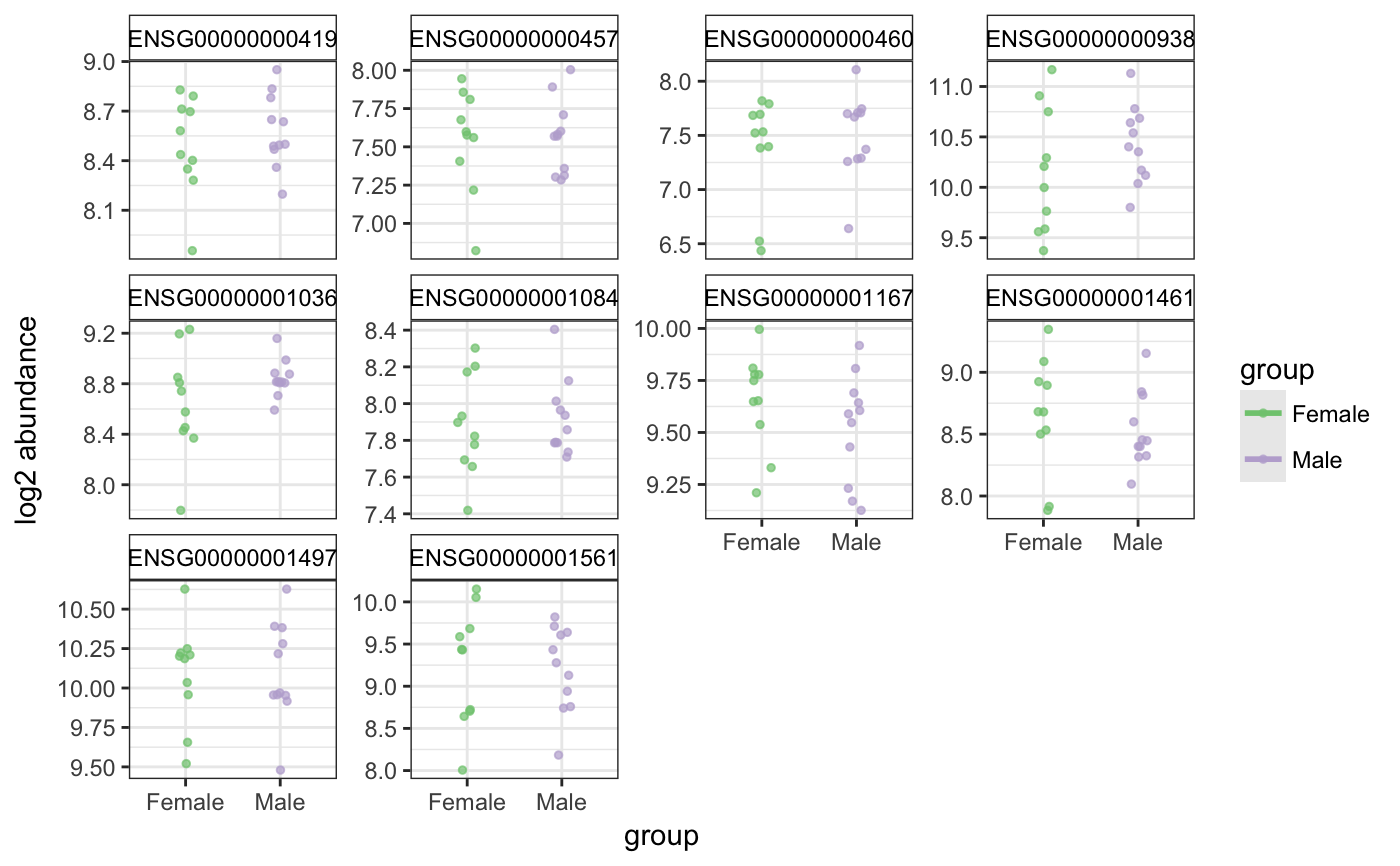 ENSG00000000419
ENSG00000000457
ENSG00000000460
ENSG00000000938
9.0
8.7
8.4
8.1
8.00
7.75
7.50
7.25
7.00
8.0
7.5
7.0
6.5
11.0
10.5
10.0
9.5
ENSG00000001036
ENSG00000001084
ENSG00000001167
ENSG00000001461
9.2
8.8
8.4
8.0
8.4
8.2
8.0
7.8
7.6
7.4
10.00
9.75
9.50
9.25
9.0
8.5
8.0
Female Male
Female Male
ENSG00000001497
ENSG00000001561
10.50
10.25
10.00
9.75
9.50
10.0
9.5
9.0
8.5
8.0
Female Male
Female Male
group
log2 abundance
group
Female
Male